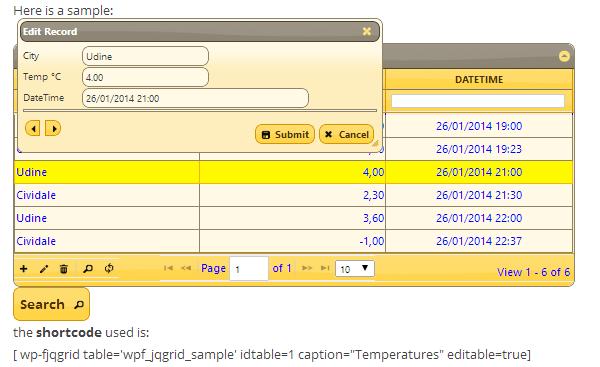 Here is a sample:
Edit Record
City Udine
Temp °C 4.00
DateTime 26/01/2014 21:00
Submit Cancel
DATETIME
26/01/2014 19:00
26/01/2014 19:23
Udine 4,00 26/01/2014 21:00
Cividale 2,30 26/01/2014 21:30
Udine 3,60 26/01/2014 22:00
Cividale -1,00 26/01/2014 22:37
Page 1 of 1 10 View 1 - 6 of 6
Search
the shortcode used is:
[ wp-fjqgrid table='wpf_jqgrid_sample' idtable=1 caption="Temperatures" editable=true]